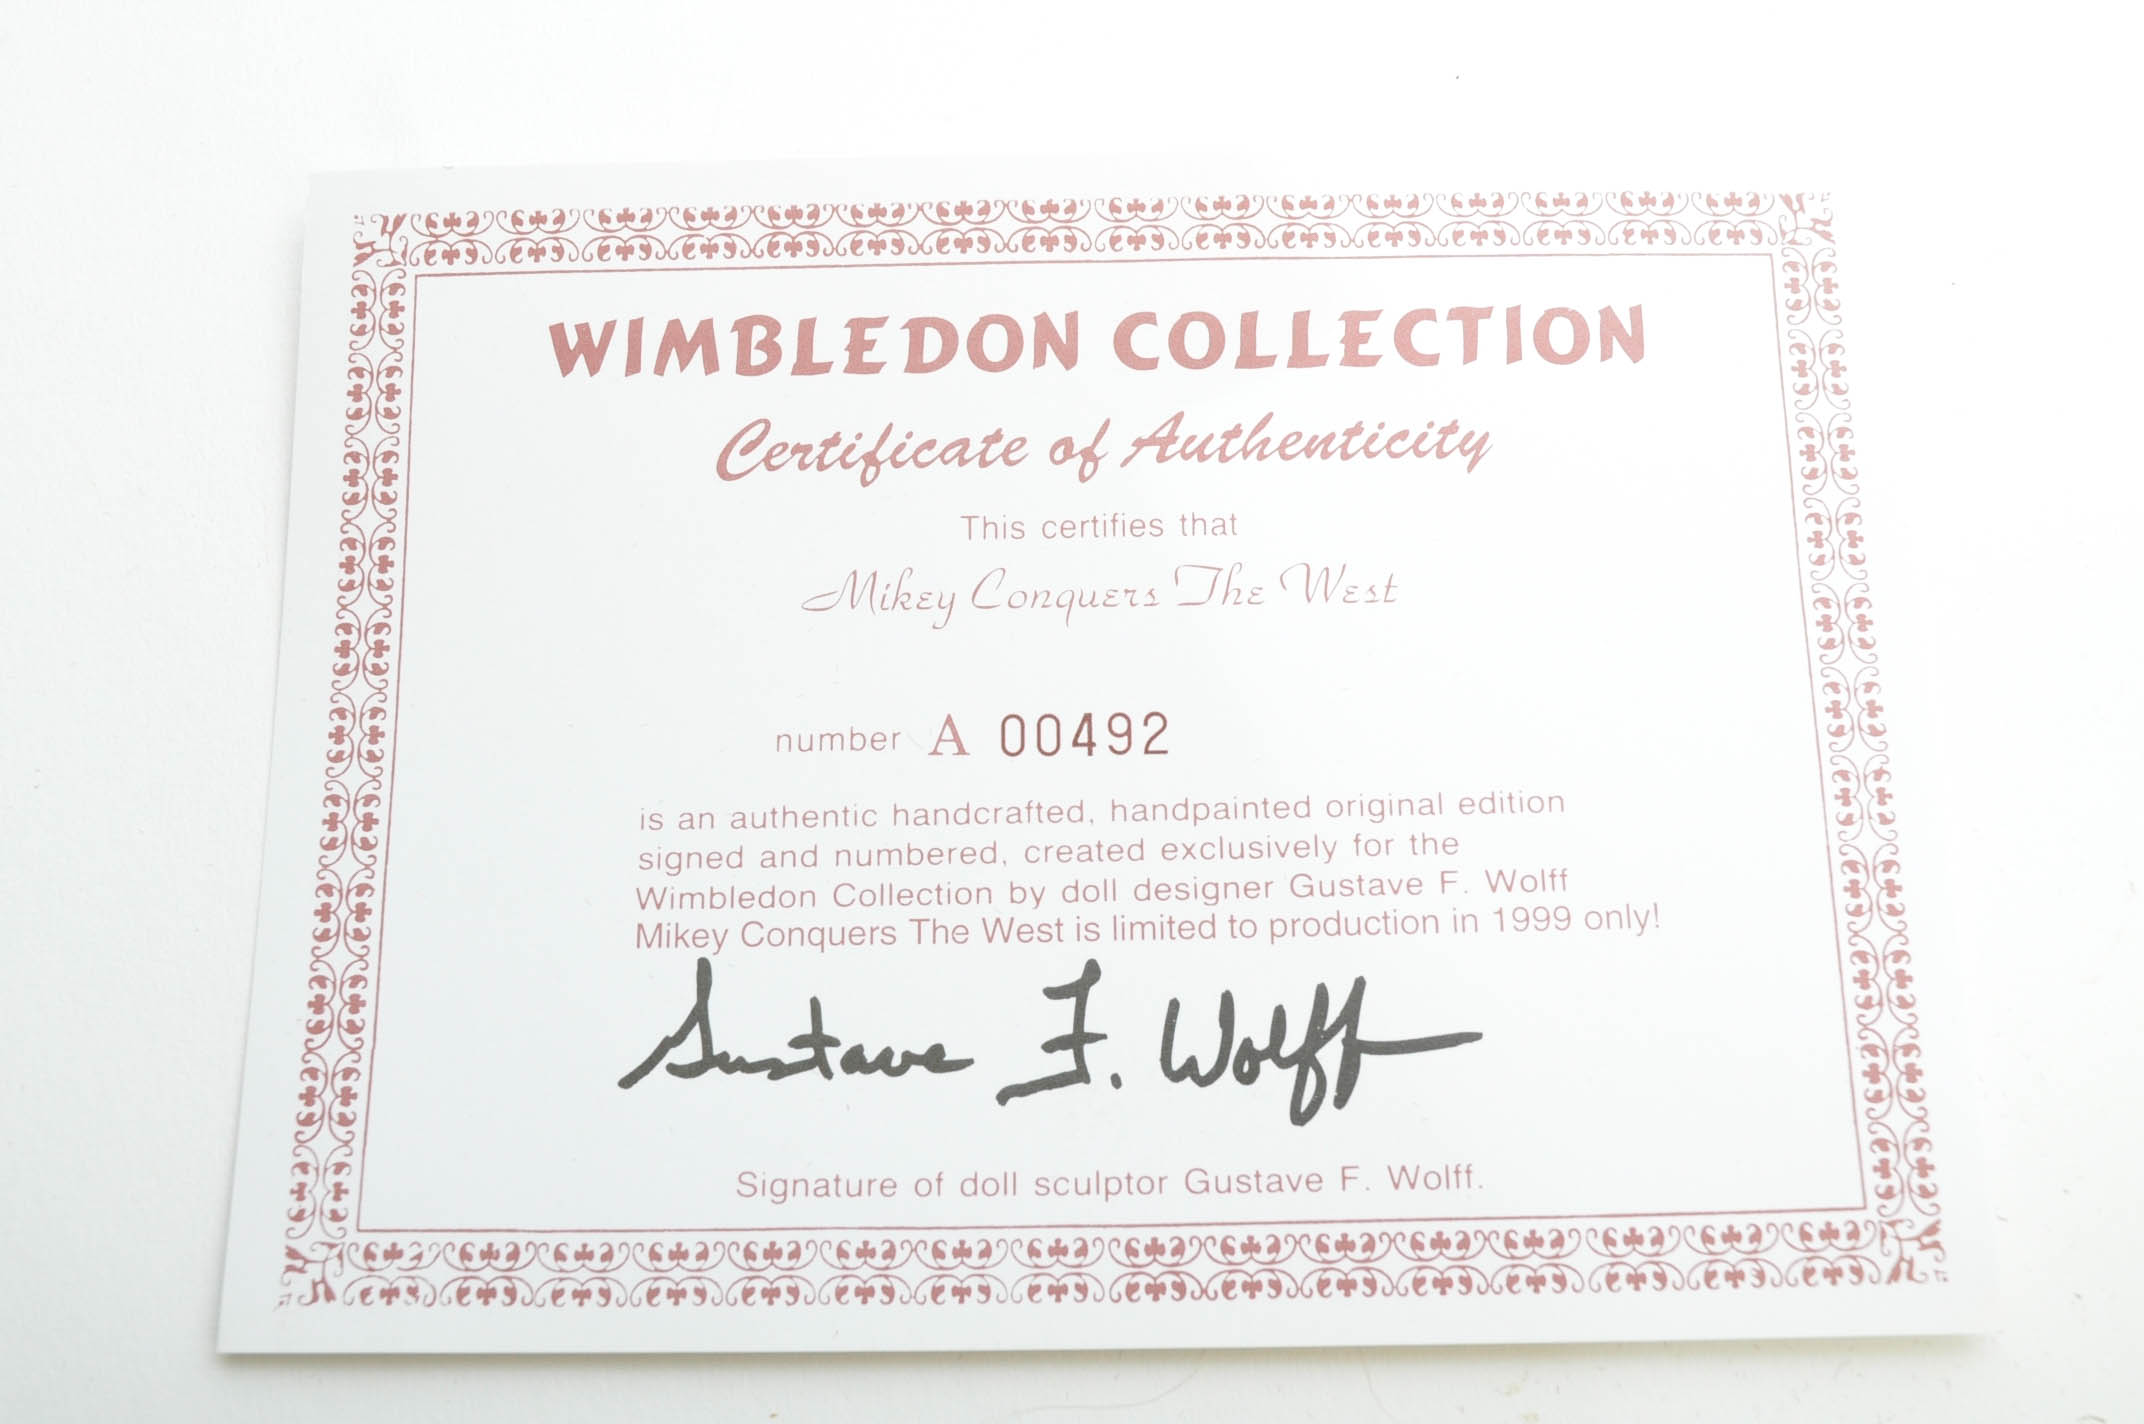 WIMBLEDON COLLECTION
Certificate of Authenticity
This certifies that
Mikey Conquers The West
number A 00492
is an authentic handcrafted, handpainted original edition
signed and numbered, created exclusively for the
Wimbledon Collection by doll designer Gustave F. Wolff
Mikey Conquers The West is limited to production in 1999 only!
Gustave F. Wolff
Signature of doll sculptor Gustave F. Wolff.